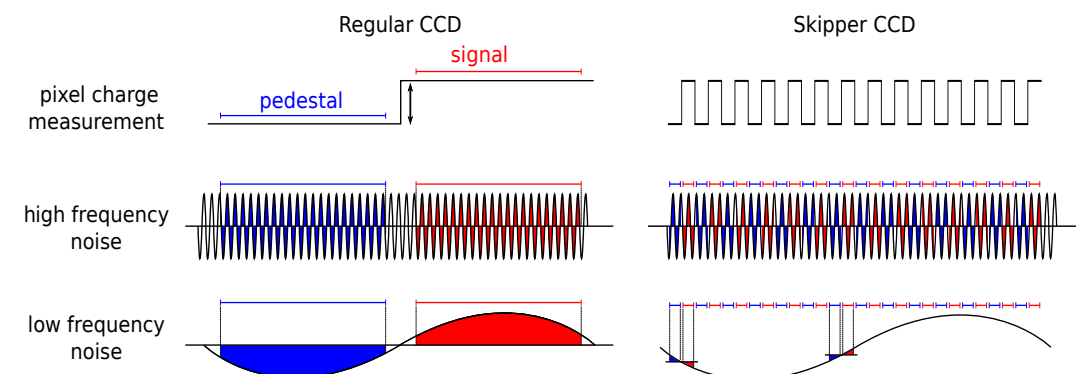 Regular CCD
Skipper CCD
signal
pedestal
pixel charge
measurement
high frequency
noise
low frequency
noise